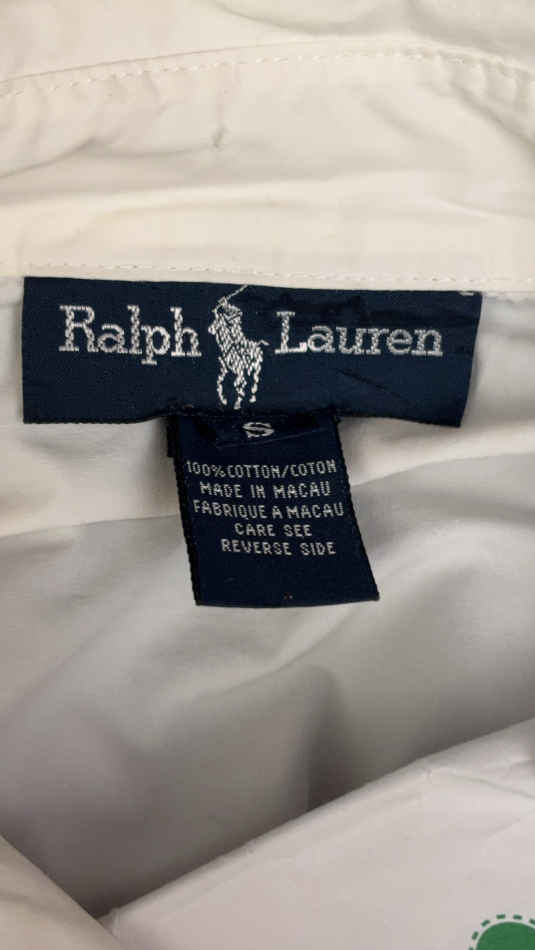 Ralph Lauren
S
100% COTTON/COTON
MADE IN MACAU
FABRIQUE A MACAU
CARE SEE
REVERSE SIDE